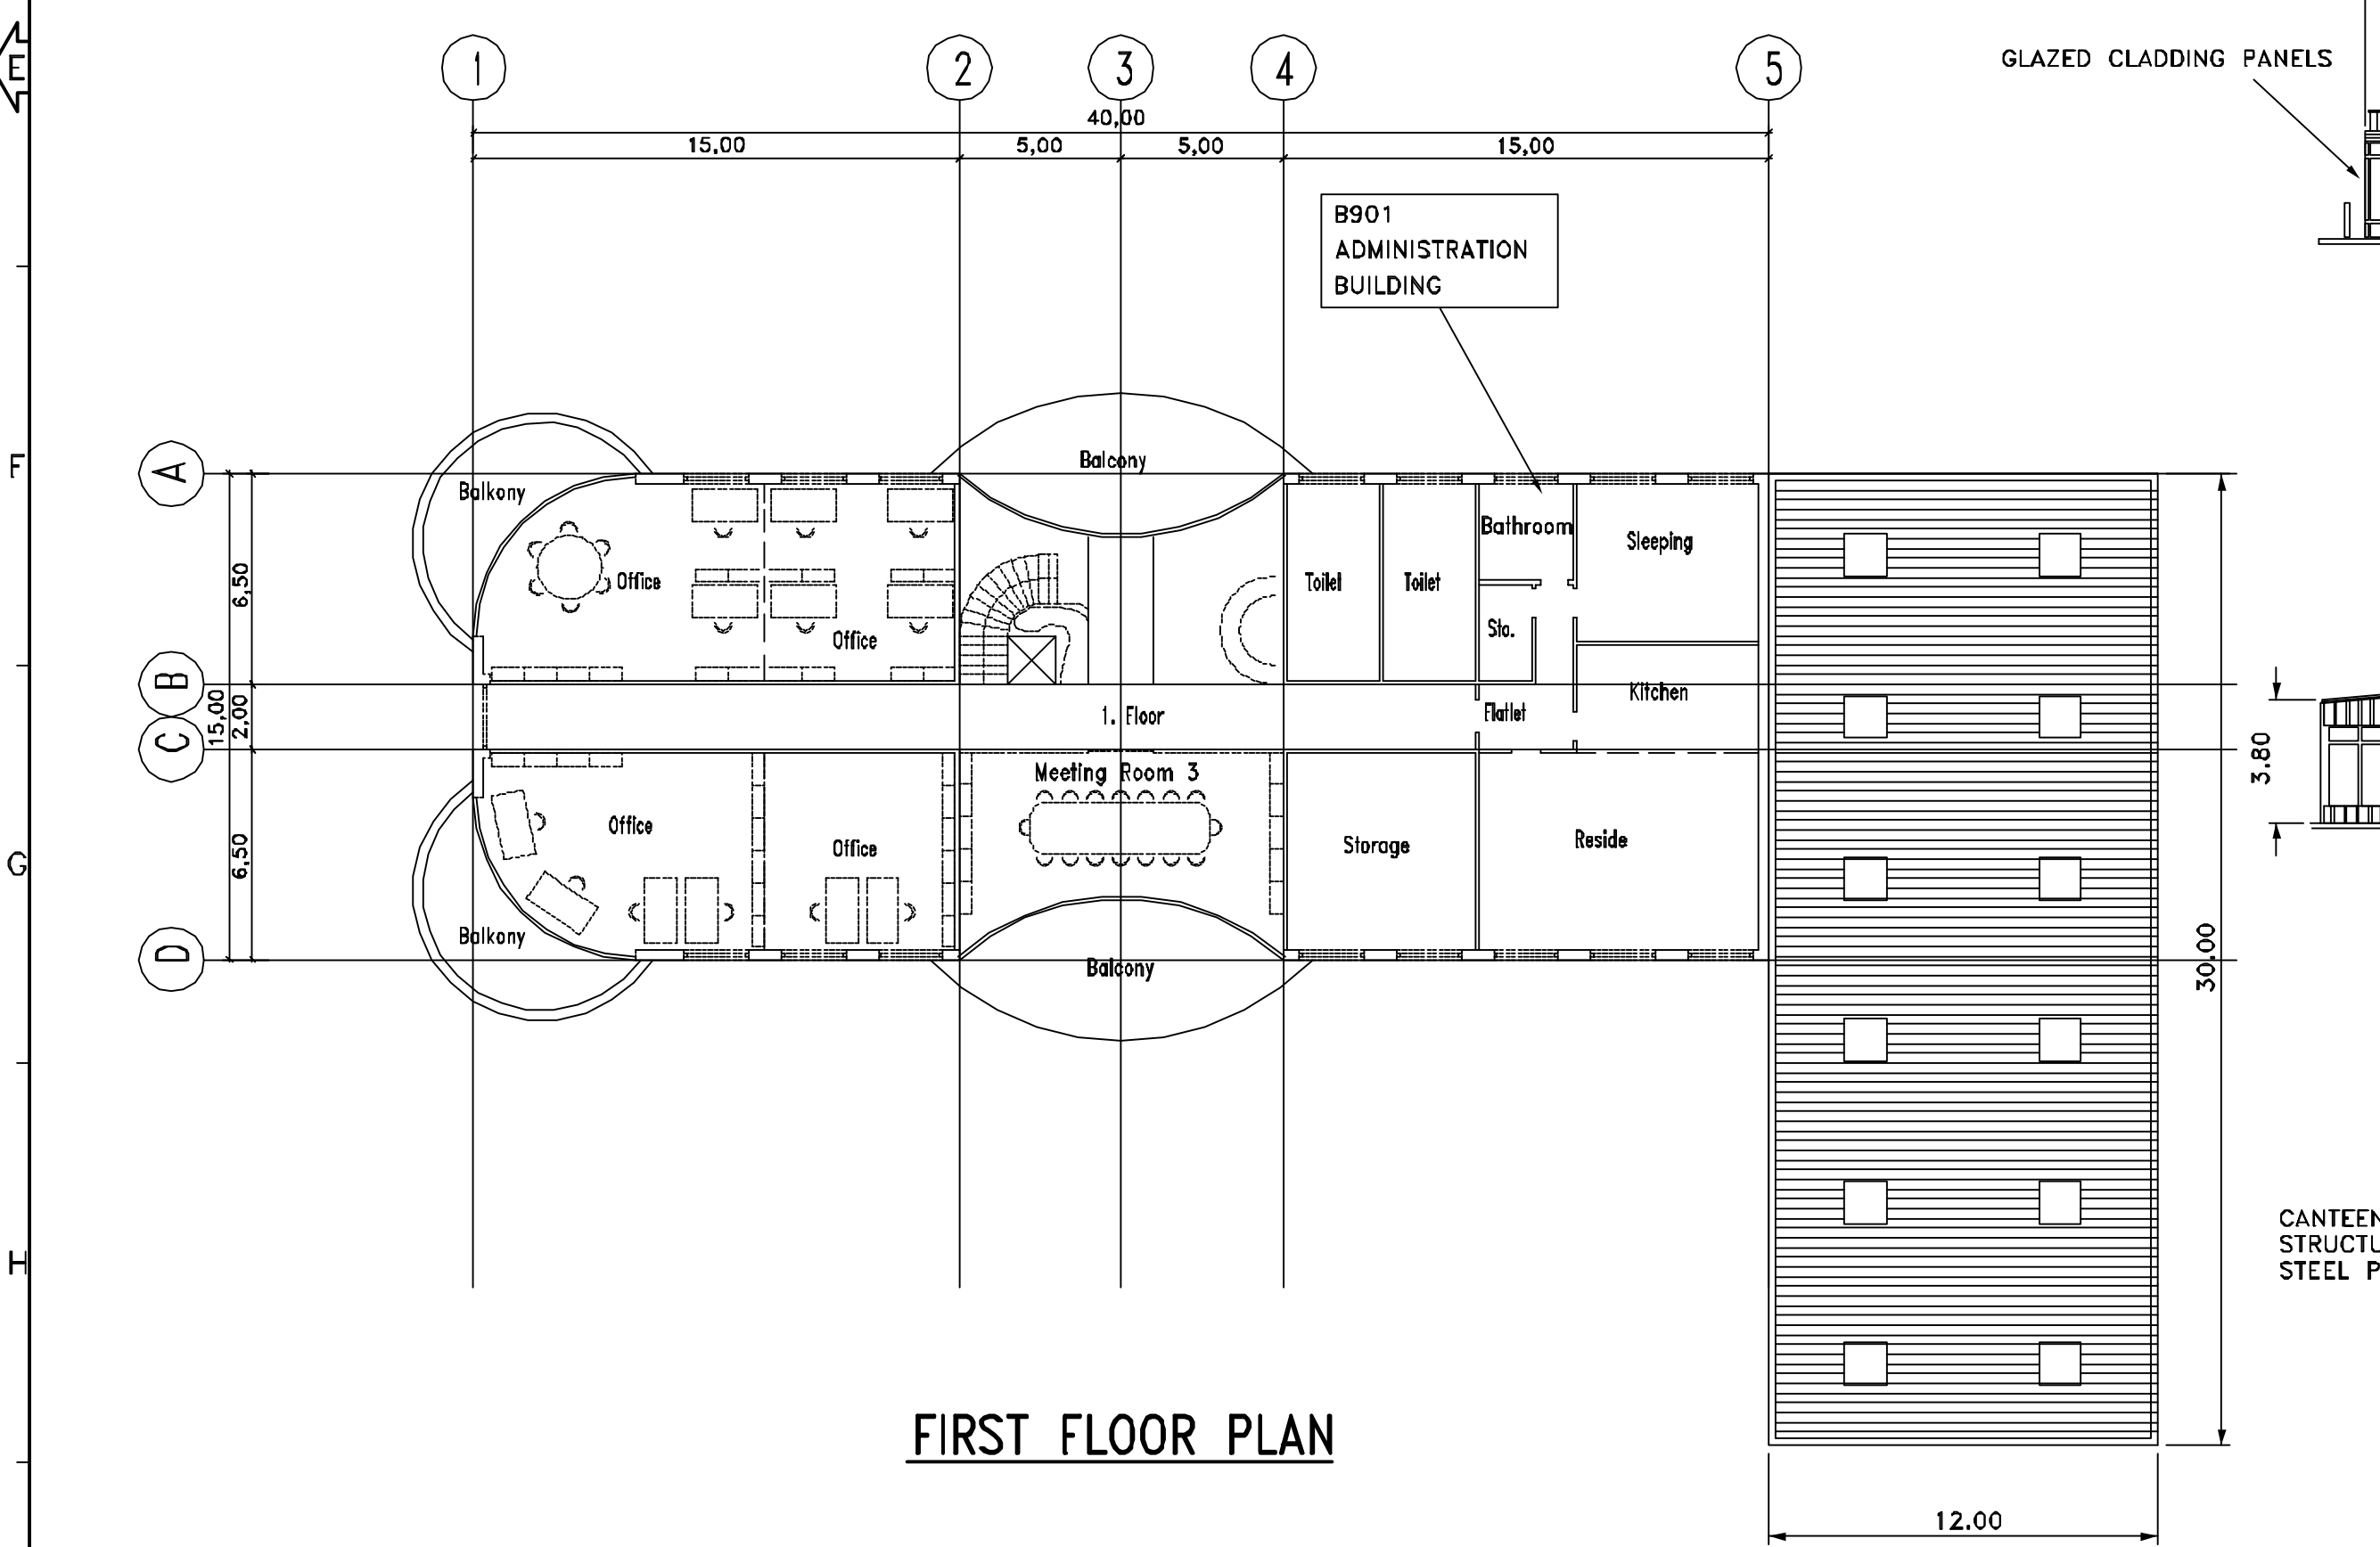 E
1
2
3
4
5
GLAZED CLADDING PANELS
40,00
15,00
5,00
5,00
15,00
B901
ADMINISTRATION
BUILDING
F
A
Balkony
Balcony
Bathroom
Sleeping
Office
Toilet
Toilet
6,50
Office
Sto.
B
Kitchen
15,00
2,00
1. Floor
Flatlet
C
3.80
Meeting Room 3
Office
Office
Storage
Reside
6,50
G
Balkony
Balcony
D
30.00
CANTEEN
H
STEEL P
FIRST FLOOR PLAN
12.00